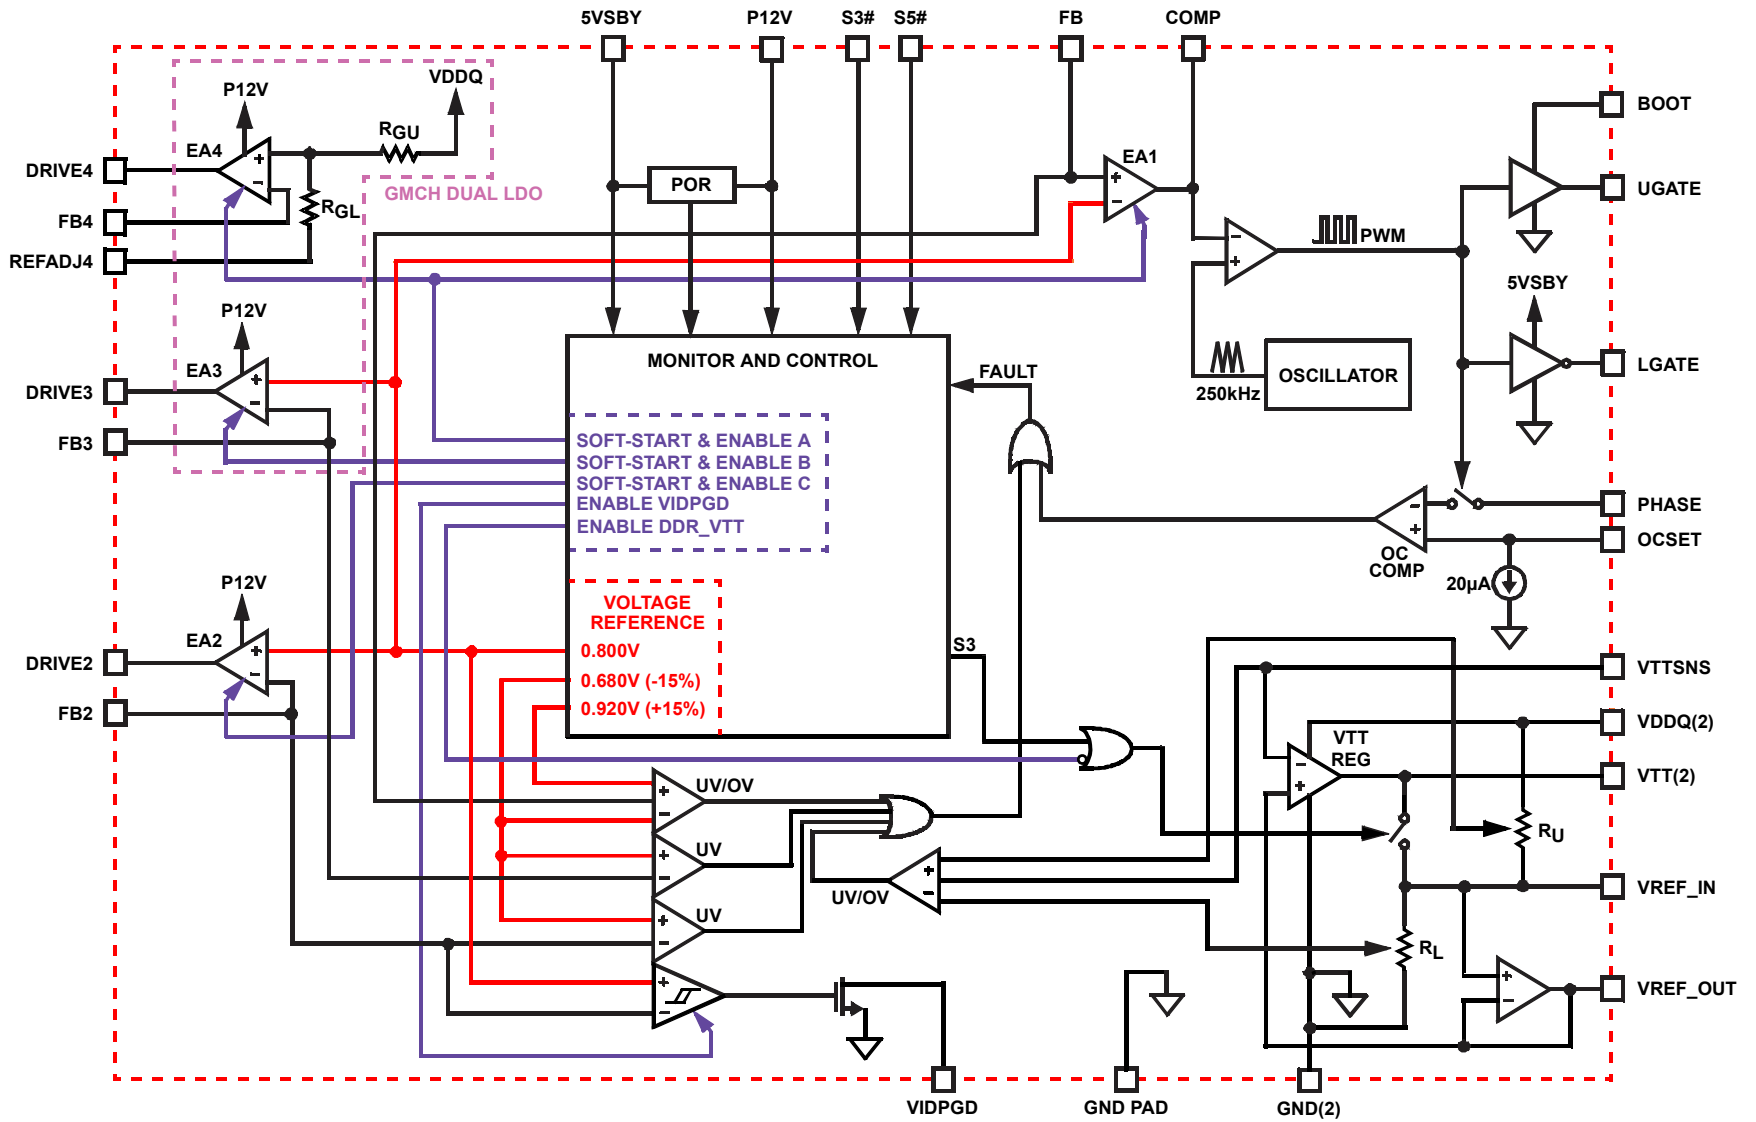 5VSBY P12V S3# S5# FB COMP
P12V
VDDQ
RGU
EA4
DRIVE4
GMCH DUAL LDO
RGL
FB4
REFADJ4
POR
EA1
BOOT
UGATE
PWM
P12V
EA3
DRIVE3
FB3
MONITOR AND CONTROL
FAULT
250kHz
OSCILLATOR
5VSBY
LGATE
SOFT-START & ENABLE A
SOFT-START & ENABLE B
SOFT-START & ENABLE C
ENABLE VIDPGD
ENABLE DDR_VTT
PHASE
OCSET
OC
COMP
20µA
P12V
EA2
DRIVE2
FB2
VOLTAGE
REFERENCE
0.800V
0.680V (-15%)
0.920V (+15%)
S3
VTTSNS
VDDQ(2)
VTT
REG
VTT(2)
UV/OV
UV
UV
UV/OV
RU
VREF_IN
RL
VREF_OUT
VIDPGD
GND PAD
GND(2)